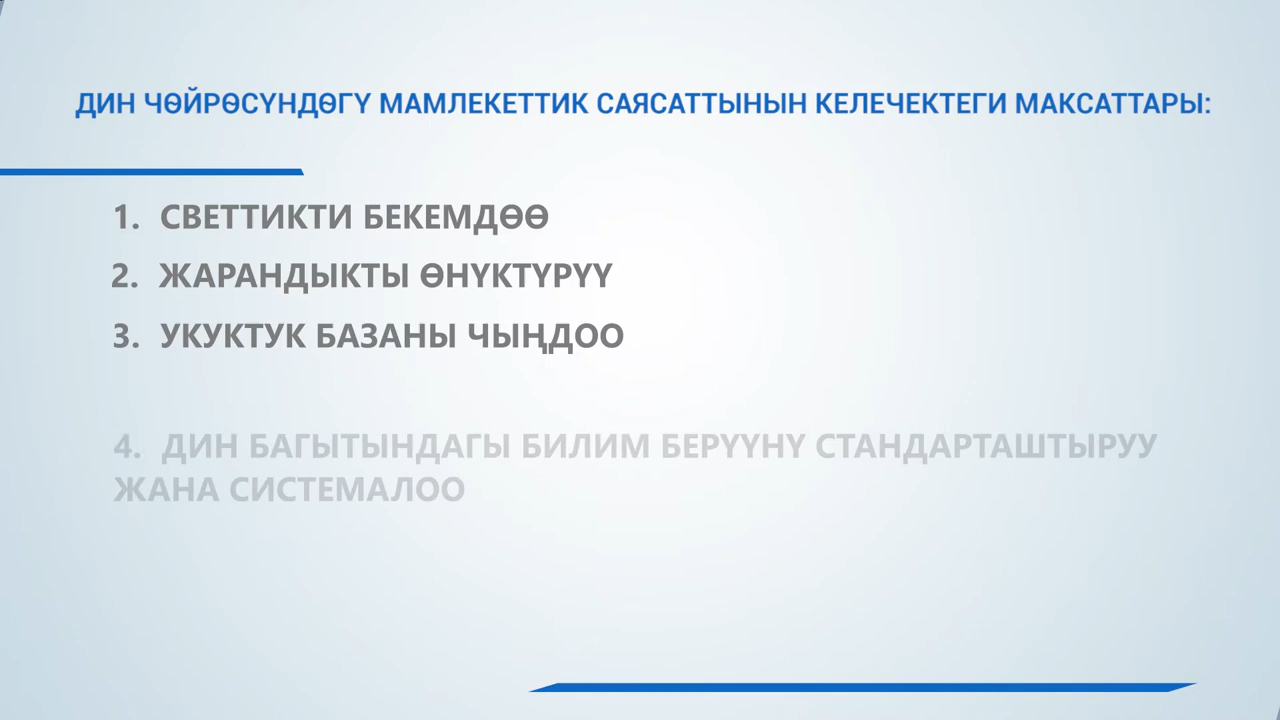 ДИН ЧӨЙРӨСҮНДӨГҮ МАМЛЕКЕТТИК САЯСАТТЫНЫН КЕЛЕЧЕКТЕГИ МАКСАТТАРЫ:
1. СВЕТТИКТИ БЕКЕМДӨӨ
2. ЖАРАНДЫКТЫ ӨНҮКТҮРҮҮ
3. УКУКТУК БАЗАНЫ ЧЫҢДОО
4. ДИН БАГЫТЫНДАГЫ БИЛИМ БЕРҮҮНҮ СТАНДАРТАШТЫРУУ
ЖАНА СИСТЕМАЛОО